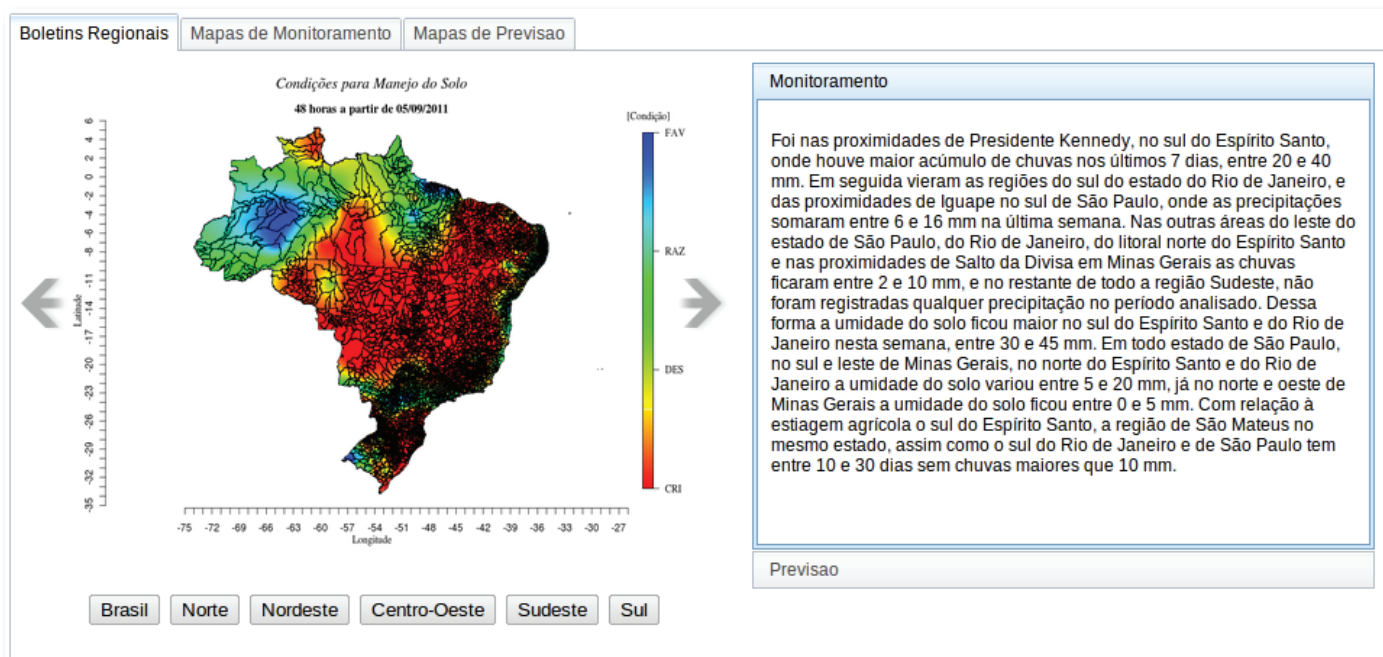 Boletins Regionais
Mapas de Monitoramento
Mapas de Previsao
Condições para Manejo do Solo
48 horas a partir de 05/09/2011
[Condição]
FAV
RAZ
DES
CRI
Latitude
6
4
2
0
-2
-4
-6
-8
-11
-14
-17
-20
-23
-26
-29
-32
-35
-75 -72 -69 -66 -63 -60 -57 -54 -51 -48 -45 -42 -39 -36 -33 -30 -27
Longitude
Brasil
Norte
Nordeste
Centro-Oeste
Sudeste
Sul
Monitoramento
Foi nas proximidades de Presidente Kennedy, no sul do Espírito Santo,
onde houve maior acúmulo de chuvas nos últimos 7 dias, entre 20 e 40
mm. Em seguida vieram as regiões do sul do estado do Rio de Janeiro, e
das proximidades de Iguape no sul de São Paulo, onde as precipitações
somaram entre 6 e 16 mm na última semana. Nas outras áreas do leste do
estado de São Paulo, do Rio de Janeiro, do litoral norte do Espírito Santo
e nas proximidades de Salto da Divisa em Minas Gerais as chuvas
ficaram entre 2 e 10 mm, e no restante de todo a região Sudeste, não
foram registradas qualquer precipitação no período analisado. Dessa
forma a umidade do solo ficou maior no sul do Espírito Santo e do Rio de
Janeiro nesta semana, entre 30 e 45 mm. Em todo estado de São Paulo,
no sul e leste de Minas Gerais, no norte do Espírito Santo e do Rio de
Janeiro a umidade do solo variou entre 5 e 20 mm, já no norte e oeste de
Minas Gerais a umidade do solo ficou entre 0 e 5 mm. Com relação à
estiagem agrícola o sul do Espírito Santo, a região de São Mateus no
mesmo estado, assim como o sul do Rio de Janeiro e de São Paulo tem
entre 10 e 30 dias sem chuvas maiores que 10 mm.
Previsao